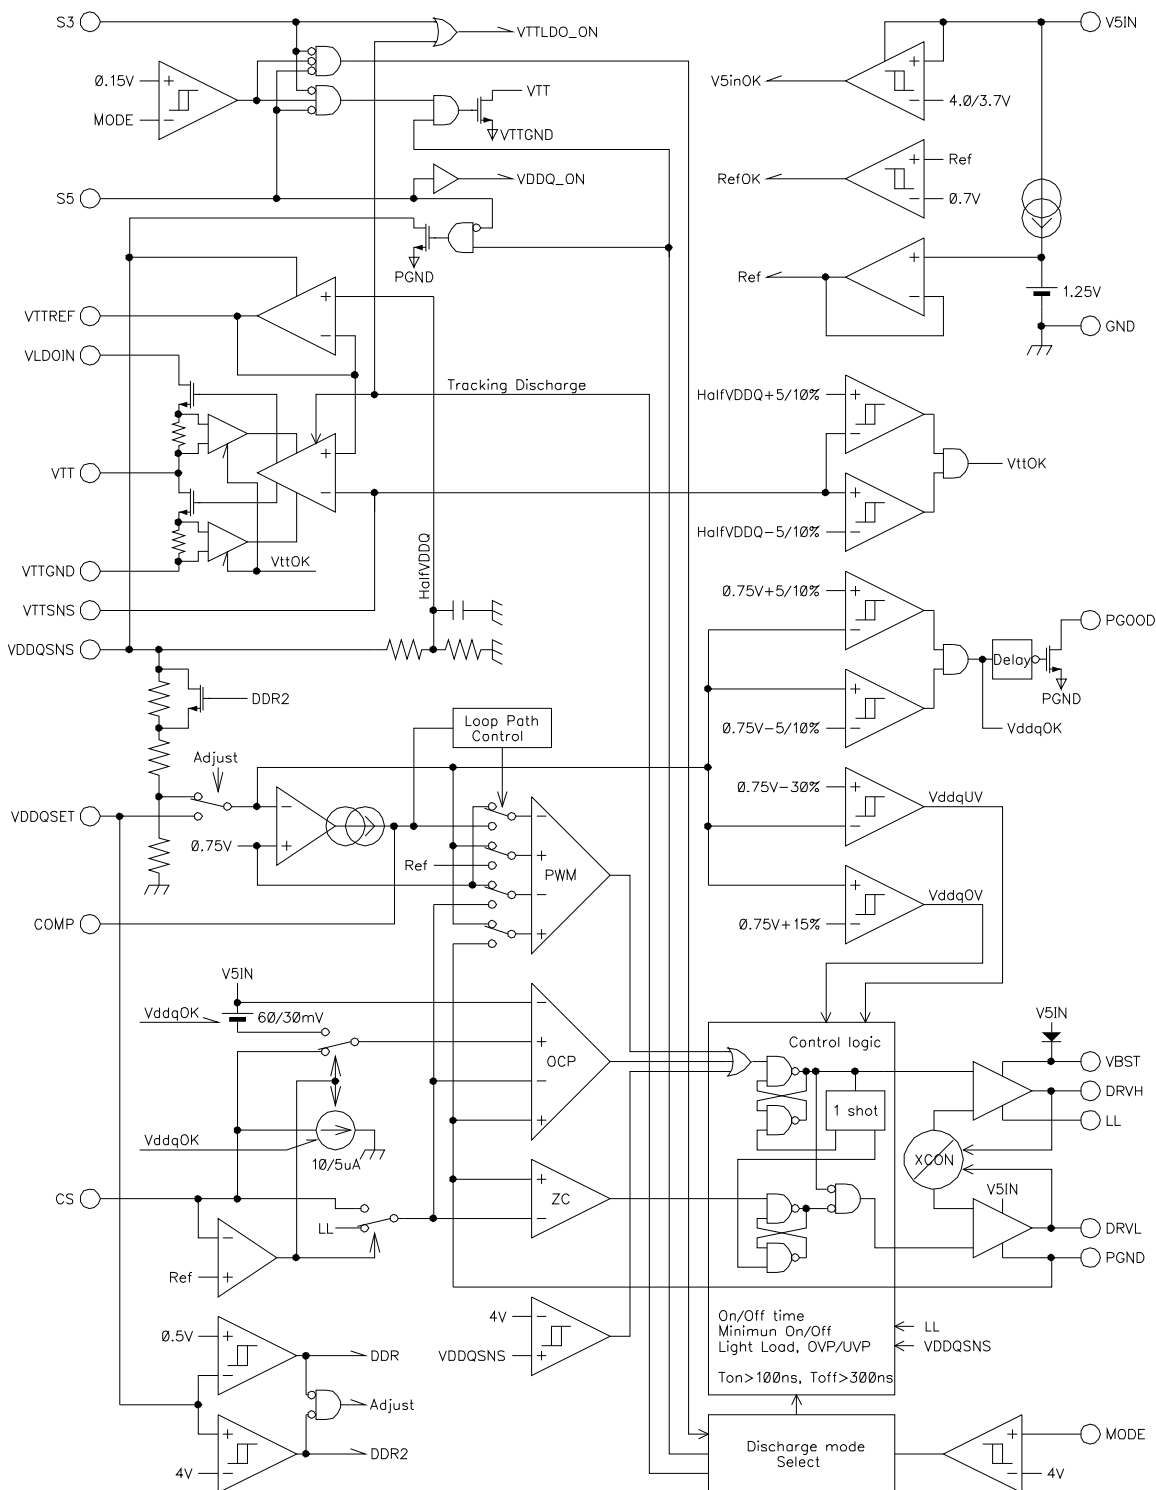 S3
VTTLDO_ON
V5IN
0.15V
MODE
+
−
V5inOK
+
−
4.0/3.7V
VTT
VTTGND
RefOK
+
−
Ref
0.7V
S5
VDDQ_ON
PGND
Ref
+
−
1.25V
GND
VTTREF
+
−
VLDOIN
Tracking Discharge
HalfVDDQ+5/10%
+
−
VTT
+
−
VttOK
HalfVDDQ−5/10%
+
−
VTTGND
VttOK
HalfVDDQ
VTTSNS
0.75V+5/10%
+
−
PGOOD
VDDQSNS
Delay
PGND
DDR2
0.75V−5/10%
+
−
VddqOK
Loop Path
Control
Adjust
0.75V−30%
+
−
VddqUV
VDDQSET
−
+
0.75V
Ref
−
+
−
+
PWM
VddqOV
+
−
0.75V+15%
COMP
V5IN
VddqOK
60/30mV
−
+
−
+
OCP
Control logic
V5IN
VBST
DRVH
LL
1 shot
VddqOK
10/5uA
XCON
CS
LL
+
−
ZC
V5IN
DRVL
PGND
−
+
Ref
4V
VDDQSNS
−
+
On/Off time
Minimun On/Off
Light Load, OVP/UVP
Ton>100ns, Toff>300ns
LL
VDDQSNS
0.5V
+
−
DDR
Adjust
+
−
4V
DDR2
Discharge mode
Select
+
−
MODE
4V